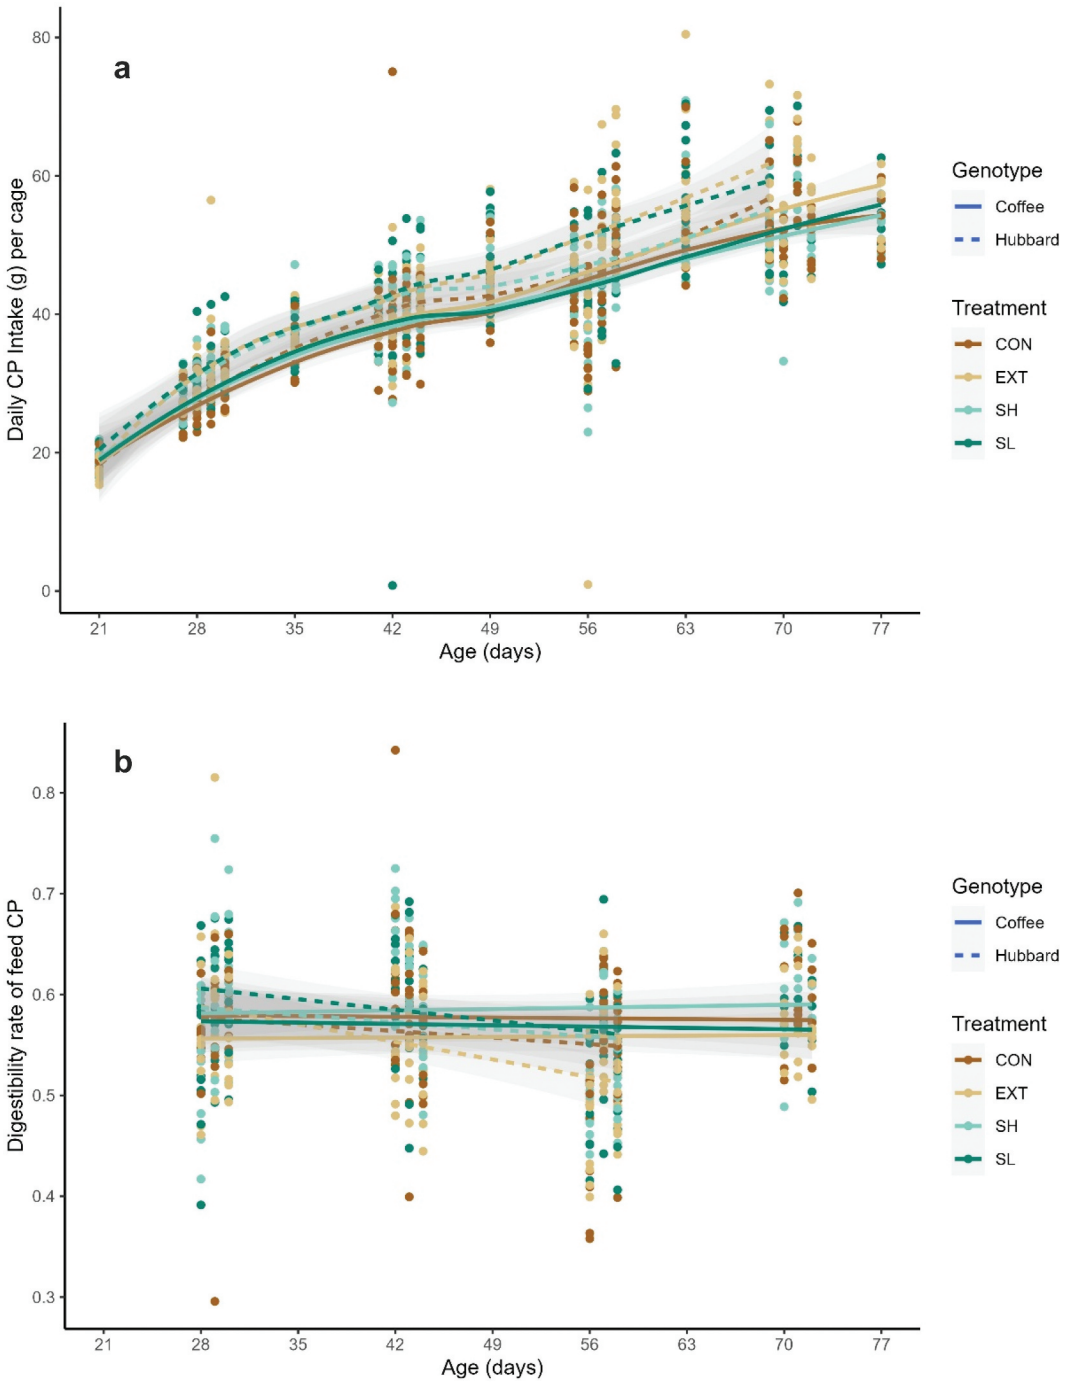 a
80
60
40
20
0
Daily CP Intake (g) per cage
21 28 35 42 49 56 63 70 77
Age (days)
Genotype
Coffee
Hubbard
Treatment
CON
EXT
SH
SL
b
0.8
0.7
0.6
0.5
0.4
0.3
Digestibility rate of feed CP
21 28 35 42 49 56 63 70 77
Age (days)
Genotype
Coffee
Hubbard
Treatment
CON
EXT
SH
SL